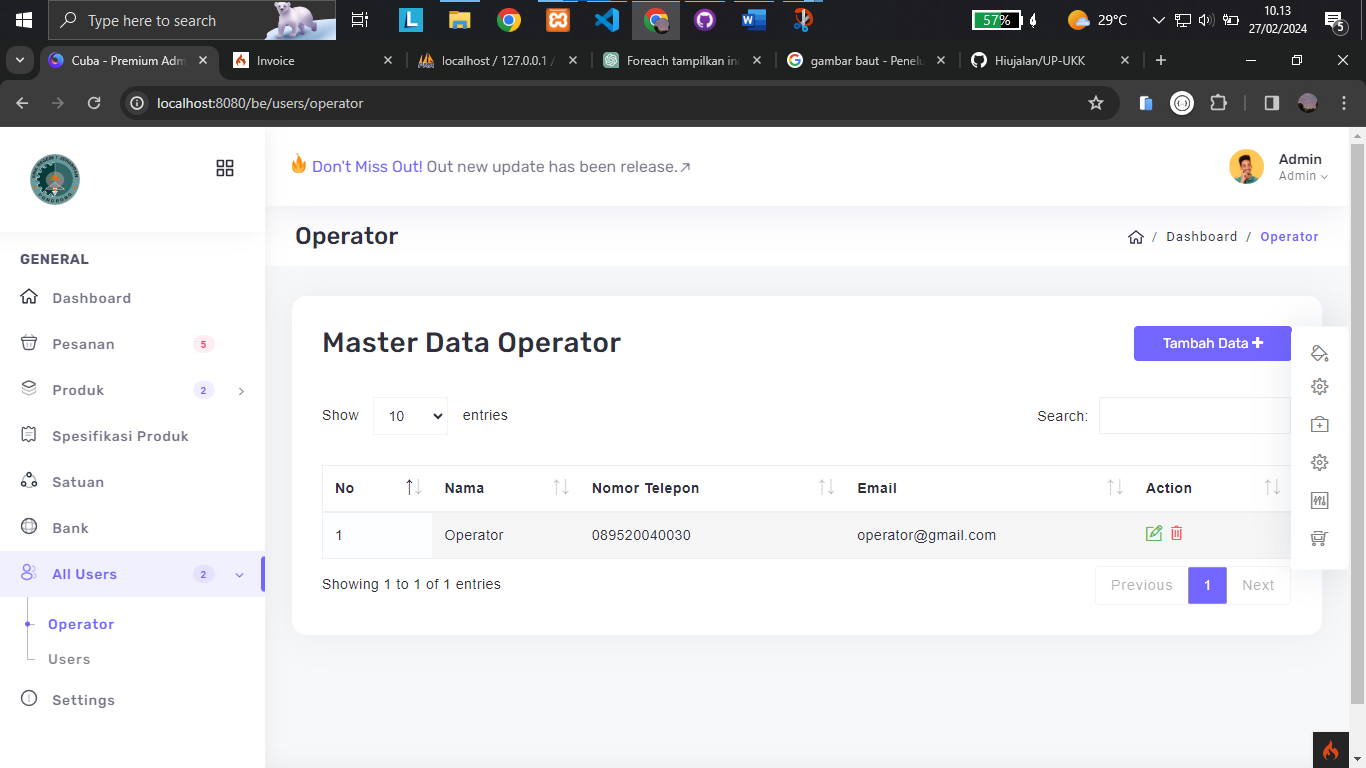 Type here to search
57%
29°C
10.13
27/02/2024
5
Cuba - Premium Adm
Invoice
localhost / 127.0.0.1 /
Foreach tampilkan in
gambar baut - Penelu
Hiujalan/UP-UKK
localhost:8080/be/users/operator
Don't Miss Out! Out new update has been release.
Admin
Admin
Operator
Dashboard / Operator
GENERAL
Dashboard
Pesanan 5
Produk 2
Spesifikasi Produk
Satuan
Bank
All Users 2
Operator
Users
Settings
Master Data Operator
Tambah Data
Show 10 entries
Search:
No Nama Nomor Telepon Email Action
1 Operator 089520040030 operator@gmail.com
Showing 1 to 1 of 1 entries
Previous 1 Next